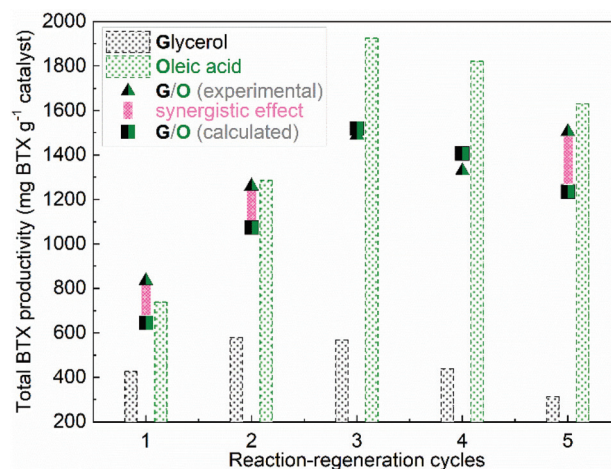 Total BTX productivity (mg BTX g⁻¹ catalyst)
2000
1800
1600
1400
1200
1000
800
600
400
200
Glycerol
Oleic acid
G/O (experimental)
synergistic effect
G/O (calculated)
1 2 3 4 5
Reaction-regeneration cycles